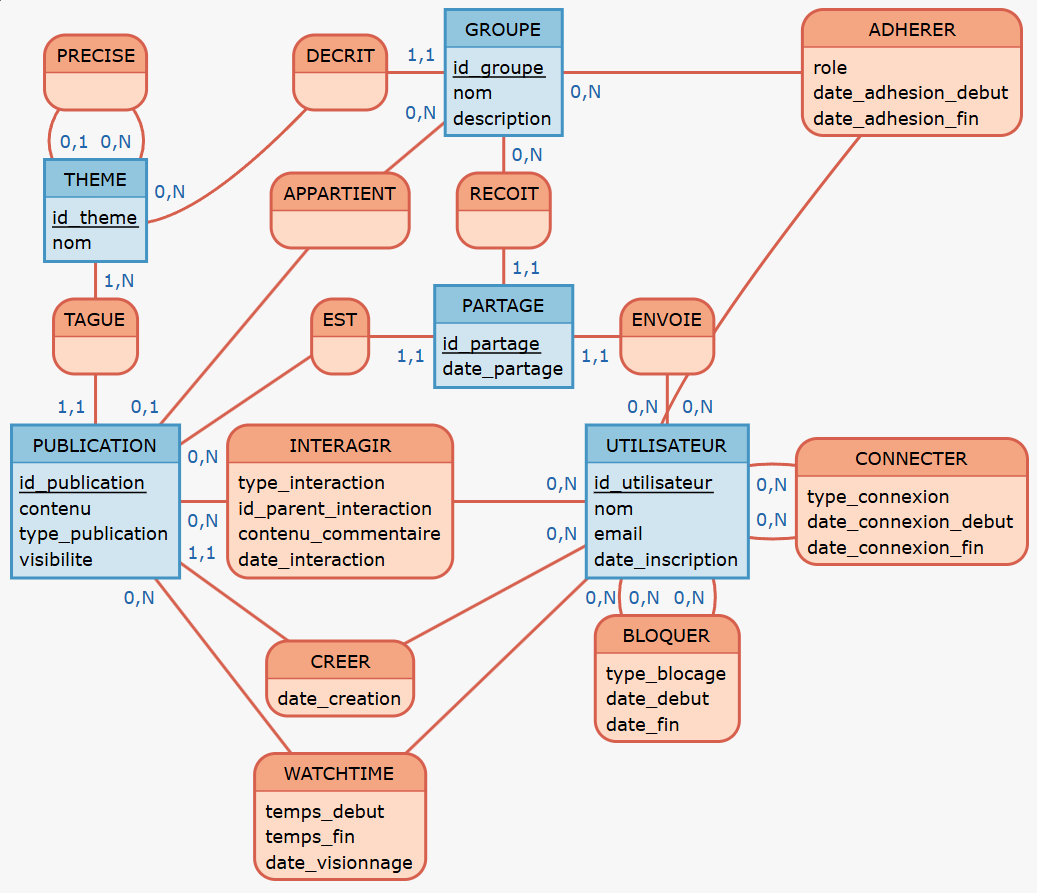 GROUPE
id_groupe
nom
description
ADHERER
role
date_adhesion_debut
date_adhesion_fin
PRECISE
DECRIT
1,1
0,N
0,N
0,1 0,N
0,N
THEME
id_theme
nom
0,N
APPARTIENT
RECOIT
1,N
1,1
TAGUE
EST
PARTAGE
id_partage
date_partage
ENVOIE
1,1
1,1
1,1
0,1
0,N
0,N
PUBLICATION
id_publication
contenu
type_publication
visibilite
0,N
0,N
1,1
0,N
INTERAGIR
type_interaction
id_parent_interaction
contenu_commentaire
date_interaction
0,N
0,N
UTILISATEUR
id_utilisateur
nom
email
date_inscription
0,N
0,N
CONNECTER
type_connexion
date_connexion_debut
date_connexion_fin
0,N 0,N 0,N
BLOQUER
type_blocage
date_debut
date_fin
CREER
date_creation
WATCHTIME
temps_debut
temps_fin
date_visionnage